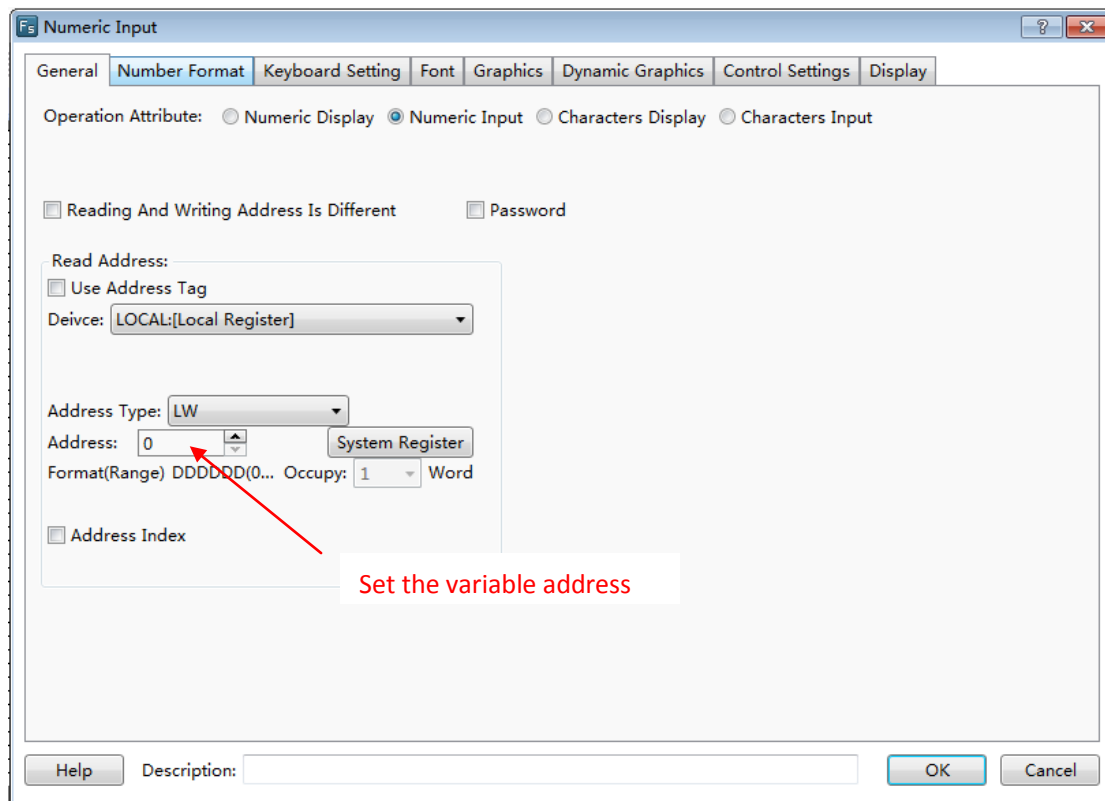 Fs Numeric Input
General Number Format Keyboard Setting Font Graphics Dynamic Graphics Control Settings Display
Operation Attribute: Numeric Display Numeric Input Characters Display Characters Input
Reading And Writing Address Is Different Password
Read Address:
Use Address Tag
Deivce: LOCAL:[Local Register]
Address Type: LW
Address: 0 System Register
Format(Range) DDDDDD(0... Occupy: 1 Word
Address Index
Set the variable address
Help Description: OK Cancel